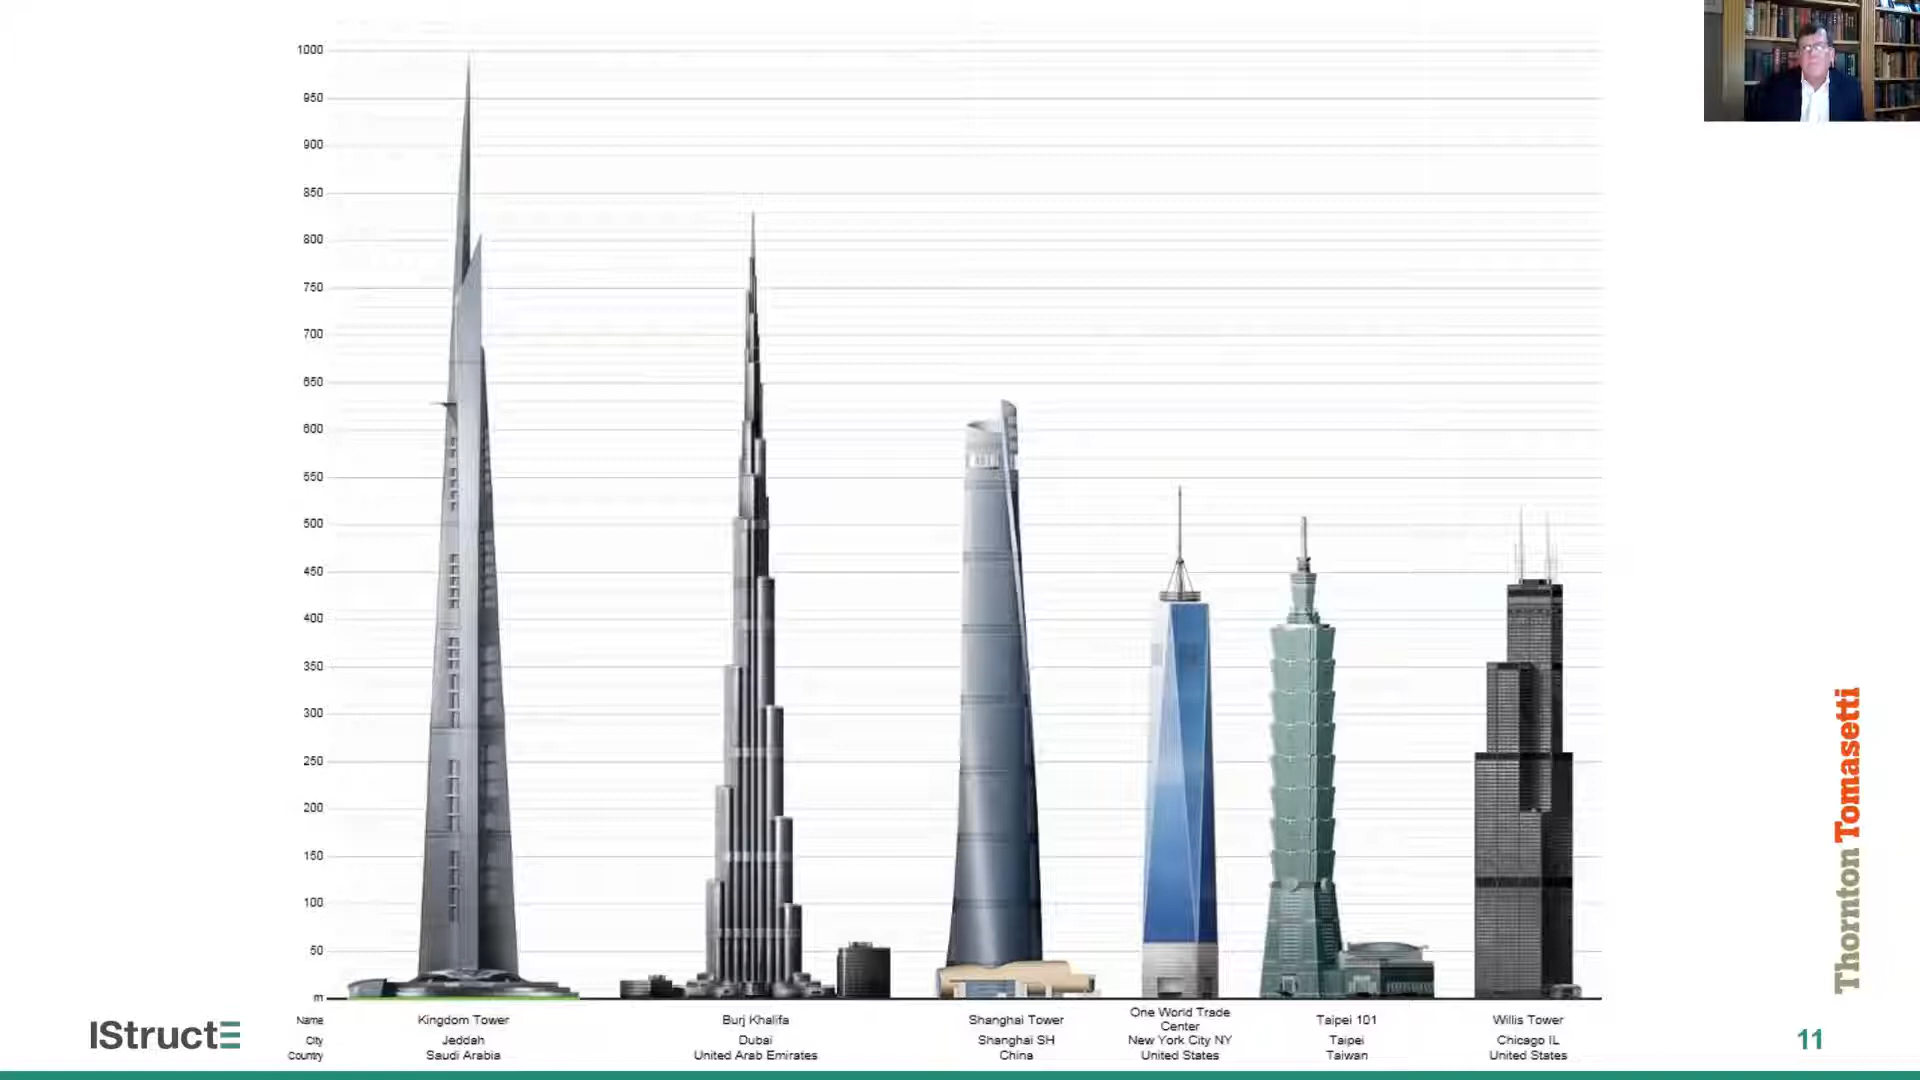 1000
950
900
850
800
750
700
650
600
550
500
450
400
350
300
250
200
150
100
50
m
Name
City
Country
Kingdom Tower
Jeddah
Saudi Arabia
Burj Khalifa
Dubai
United Arab Emirates
Shanghai Tower
Shanghai SH
China
One World Trade
Center
New York City NY
United States
Taipei 101
Taipei
Taiwan
Willis Tower
Chicago IL
United States
IStructE
Thornton Tomasetti
11